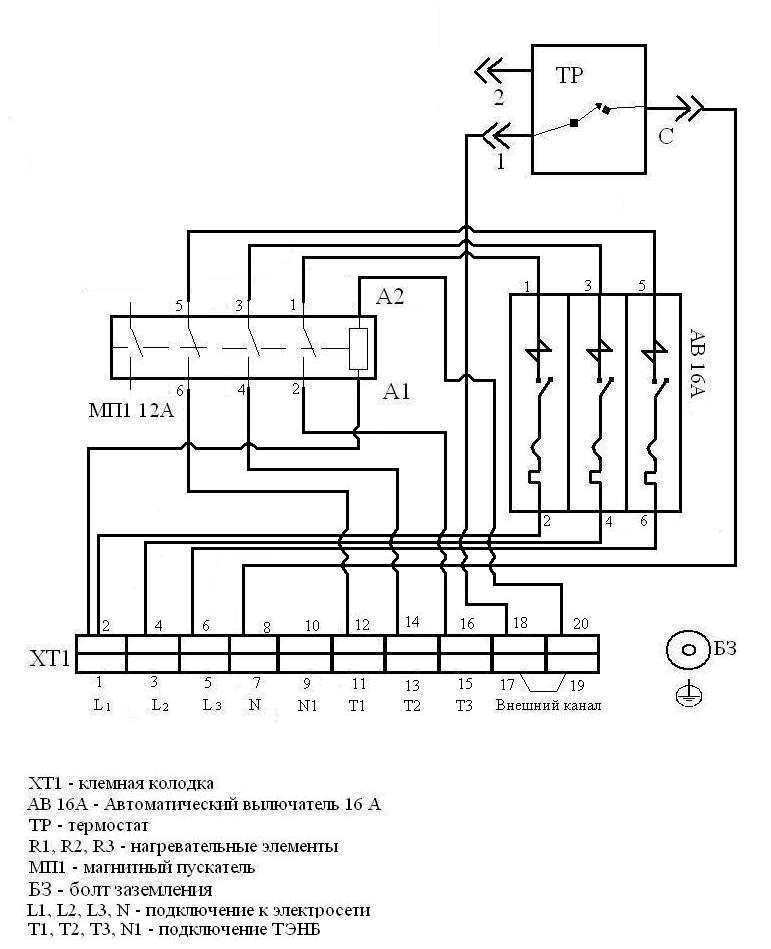 ТР
2
1
С
5 3 1
А2
1 3 5
АВ 16А
6 4 2
А1
МП1 12А
2 4 6
2 4 6 8 10 12 14 16 18 20
ХТ1
БЗ
1 3 5 7 9 11 13 15 17 19
L1 L2 L3 N N1 T1 T2 T3 Внешний канал
ХТ1 - клемная колодка
АВ 16А - Автоматический вылючатель 16 А
ТР - термостат
R1, R2, R3 - нагревательные элементы
МП1 - магнитный пускатель
БЗ - болт заземления
L1, L2, L3, N - подключение к электросети
Т1, Т2, Т3, N1 - подключение ТЭНБ